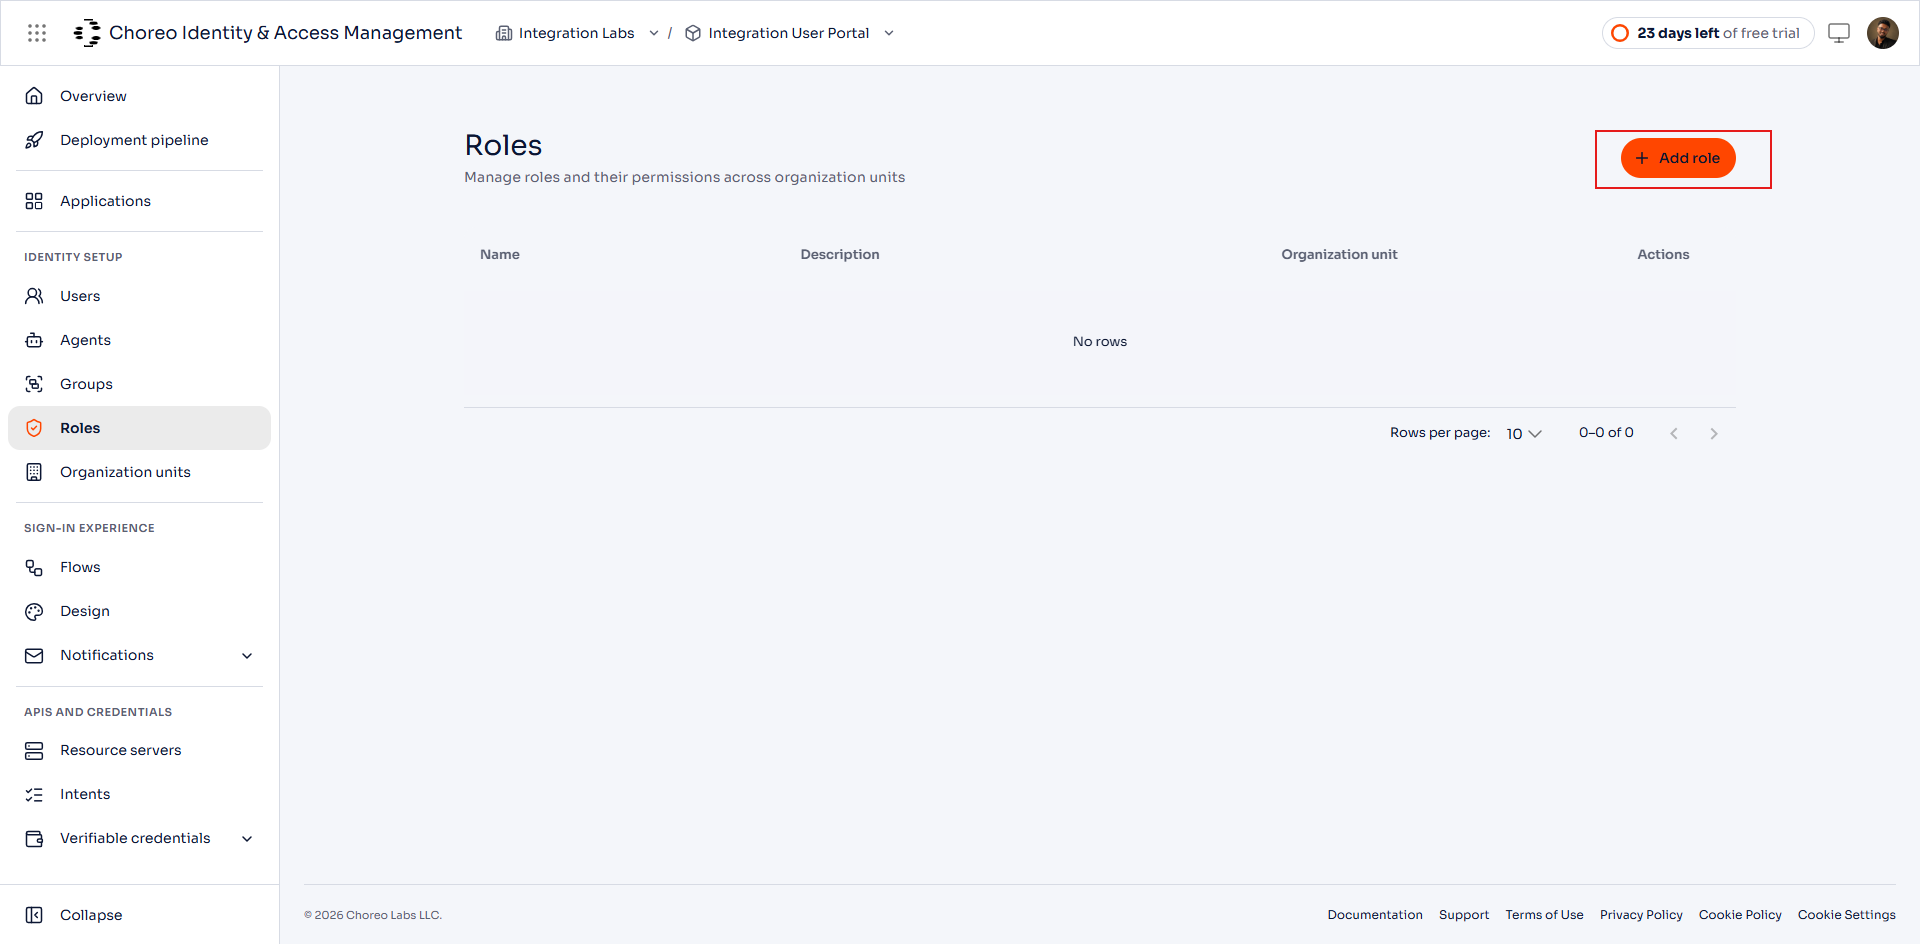 Choreo Identity & Access Management
Integration Labs / Integration User Portal
23 days left of free trial
Overview
Deployment pipeline
Applications
IDENTITY SETUP
Users
Agents
Groups
Roles
Organization units
SIGN-IN EXPERIENCE
Flows
Design
Notifications
APIS AND CREDENTIALS
Resource servers
Intents
Verifiable credentials
Collapse
Roles
Manage roles and their permissions across organization units
+ Add role
Name Description Organization unit Actions
No rows
Rows per page: 10 0–0 of 0
© 2026 Choreo Labs LLC.
Documentation Support Terms of Use Privacy Policy Cookie Policy Cookie Settings